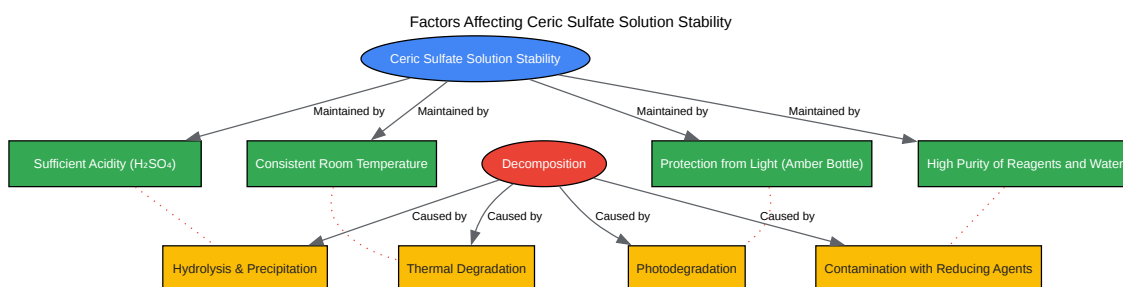 Factors Affecting Ceric Sulfate Solution Stability
Ceric Sulfate Solution Stability
Maintained by
Maintained by
Maintained by
Maintained by
Sufficient Acidity (H₂SO₄)
Consistent Room Temperature
Decomposition
Protection from Light (Amber Bottle)
High Purity of Reagents and Water
Caused by
Caused by
Caused by
Caused by
Hydrolysis & Precipitation
Thermal Degradation
Photodegradation
Contamination with Reducing Agents